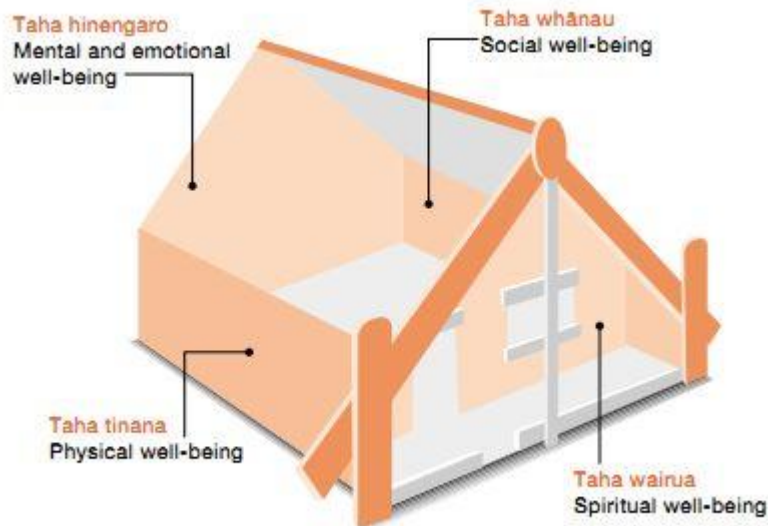 Taha hinengaro
Mental and emotional
well-being
Taha whānau
Social well-being
Taha tinana
Physical well-being
Taha wairua
Spiritual well-being